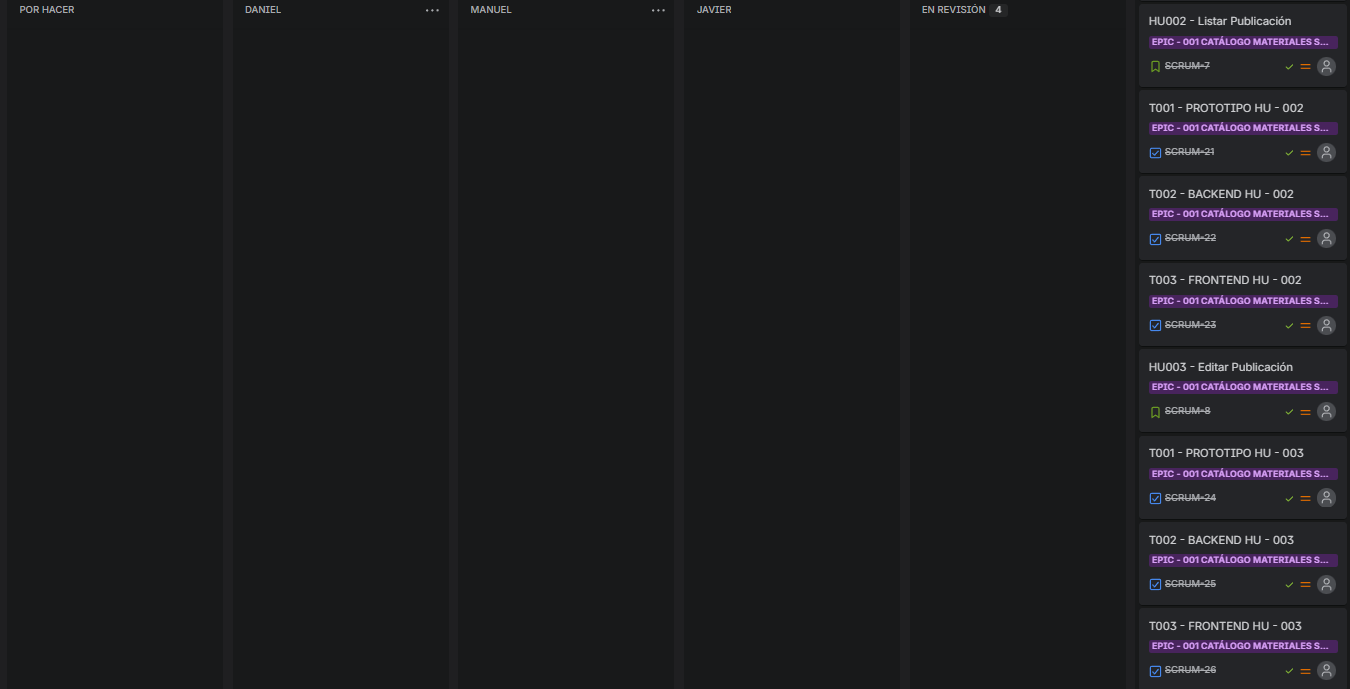 POR HACER
DANIEL
MANUEL
JAVIER
EN REVISIÓN 4
HU002 - Listar Publicación
EPIC - 001 CATÁLOGO MATERIALES S...
SCRUM-7
T001 - PROTOTIPO HU - 002
EPIC - 001 CATÁLOGO MATERIALES S...
SCRUM-21
T002 - BACKEND HU - 002
EPIC - 001 CATÁLOGO MATERIALES S...
SCRUM-22
T003 - FRONTEND HU - 002
EPIC - 001 CATÁLOGO MATERIALES S...
SCRUM-23
HU003 - Editar Publicación
EPIC - 001 CATÁLOGO MATERIALES S...
SCRUM-8
T001 - PROTOTIPO HU - 003
EPIC - 001 CATÁLOGO MATERIALES S...
SCRUM-24
T002 - BACKEND HU - 003
EPIC - 001 CATÁLOGO MATERIALES S...
SCRUM-25
T003 - FRONTEND HU - 003
EPIC - 001 CATÁLOGO MATERIALES S...
SCRUM-26